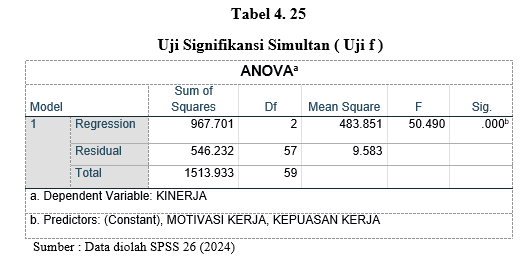 Tabel 4. 25
Uji Signifikansi Simultan ( Uji f )
ANOVAᵃ
Model Sum of Squares Df Mean Square F Sig.
1 Regression 967.701 2 483.851 50.490 .000ᵇ
Residual 546.232 57 9.583
Total 1513.933 59
a. Dependent Variable: KINERJA
b. Predictors: (Constant), MOTIVASI KERJA, KEPUASAN KERJA
Sumber : Data diolah SPSS 26 (2024)